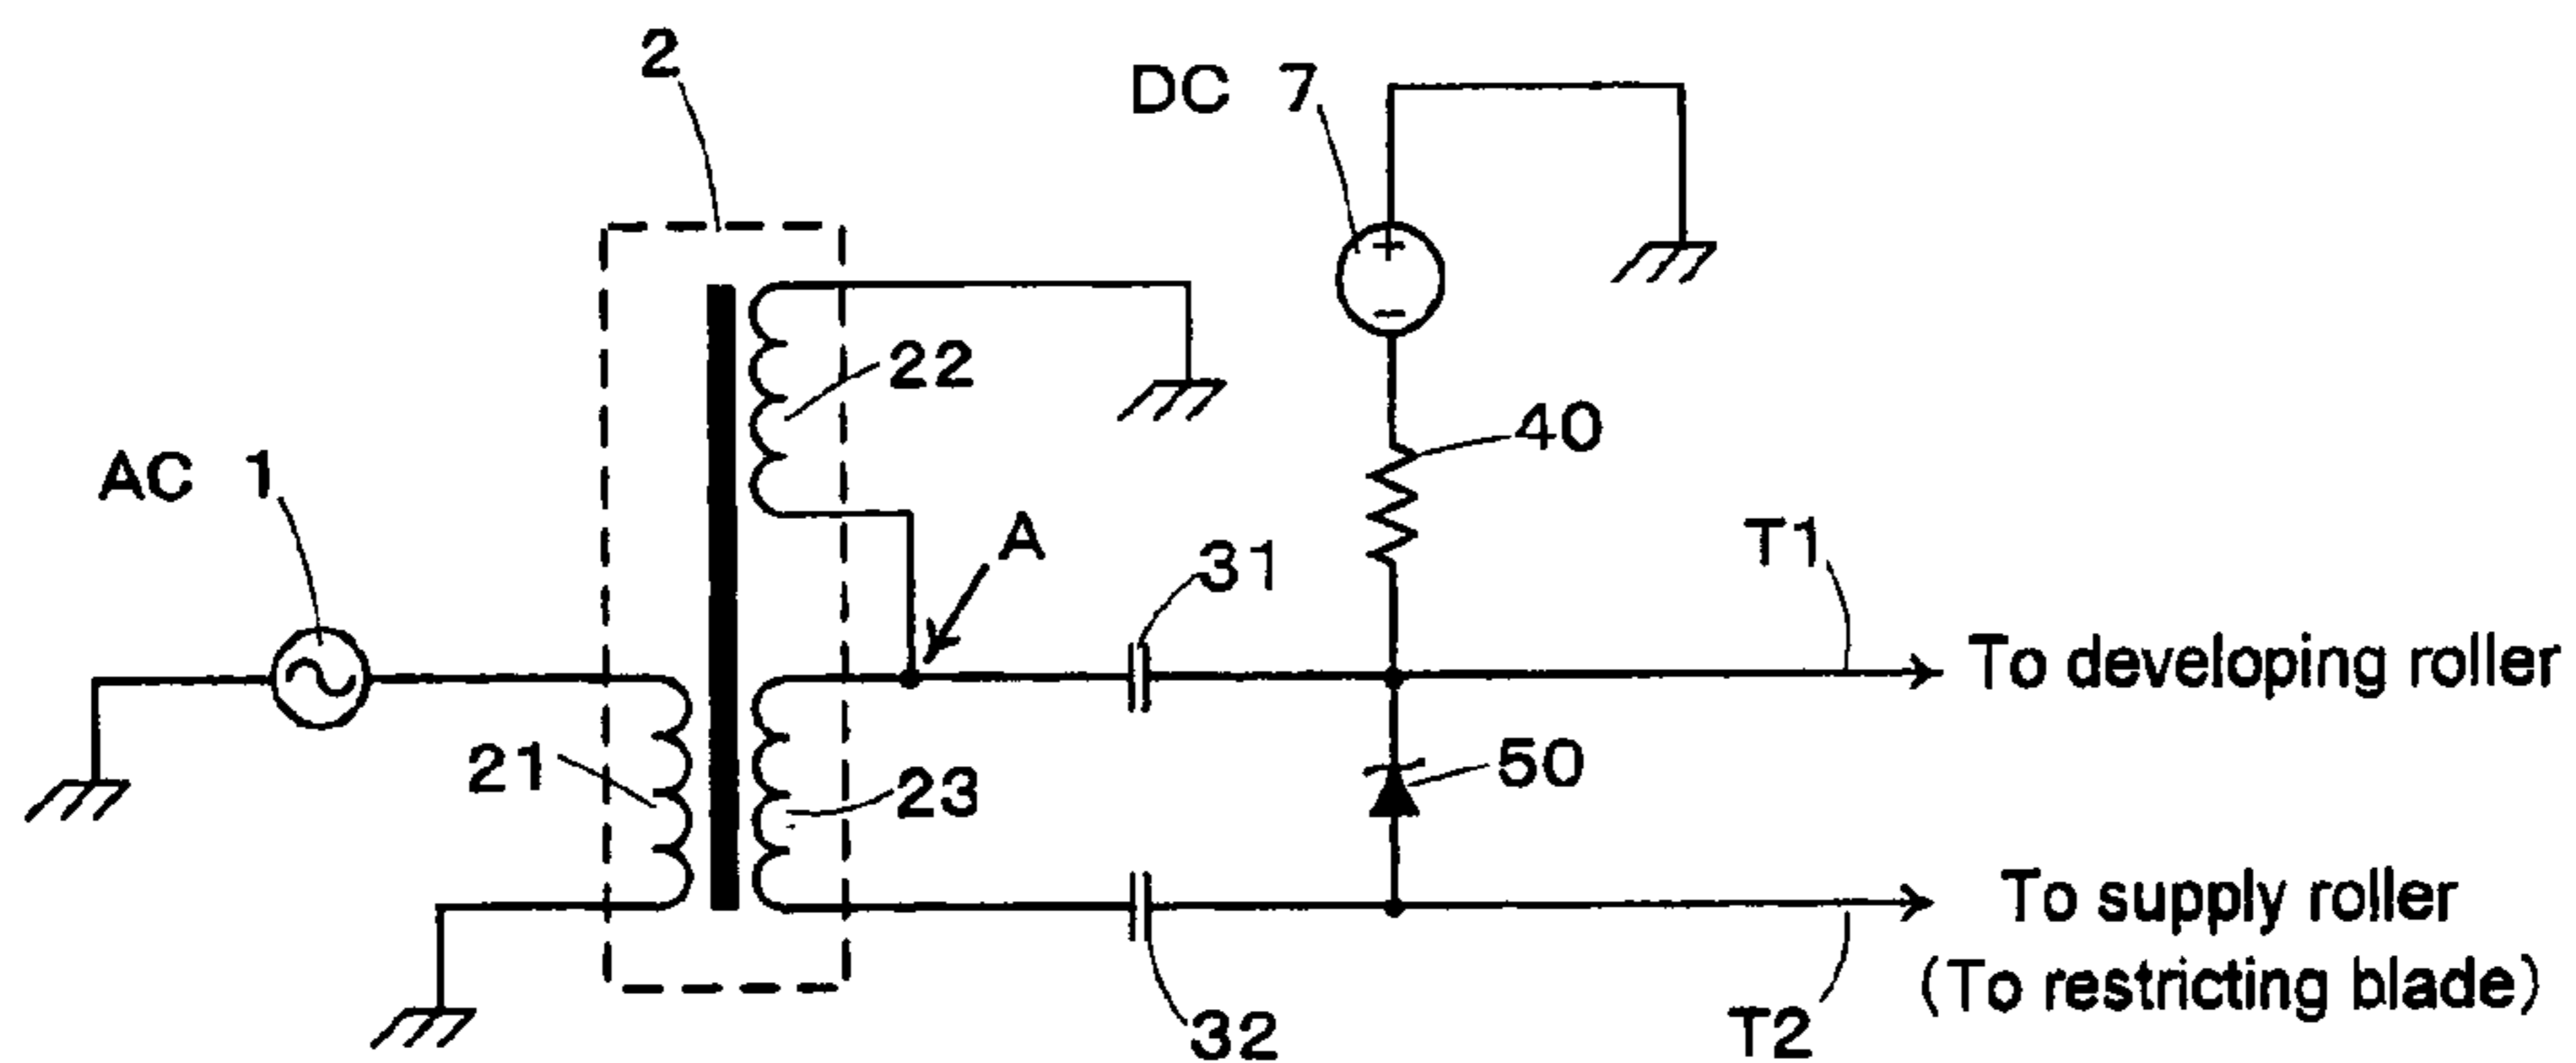 2
DC 7
+
-
22
40
AC 1
A
31
T1
To developing roller
21
23
50
To supply roller
(To restricting blade)
32
T2